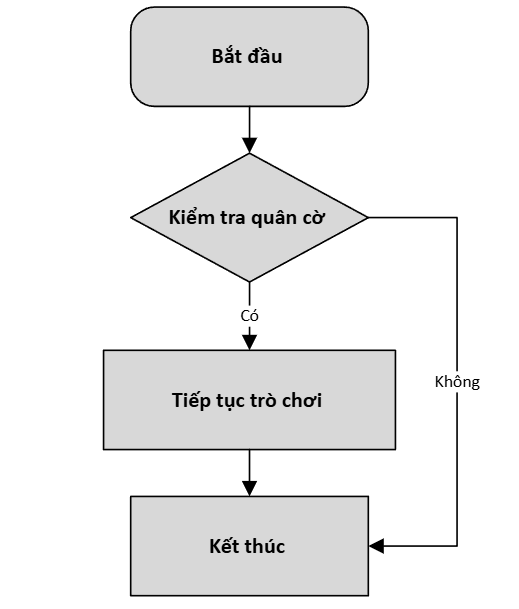 Bắt đầu
Kiểm tra quân cờ
Có
Tiếp tục trò chơi
Không
Kết thúc